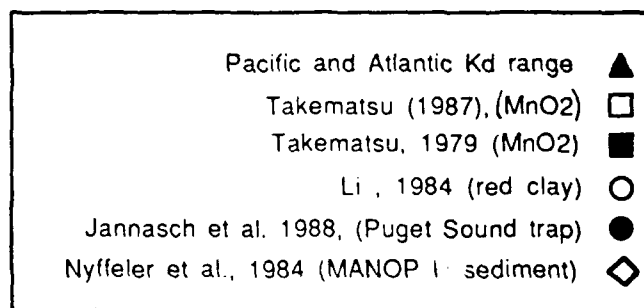 Pacific and Atlantic Kd range
Takematsu (1987), (MnO2)
Takematsu, 1979 (MnO2)
Li , 1984 (red clay)
Jannasch et al. 1988, (Puget Sound trap)
Nyffeler et al., 1984 (MANOP sediment)